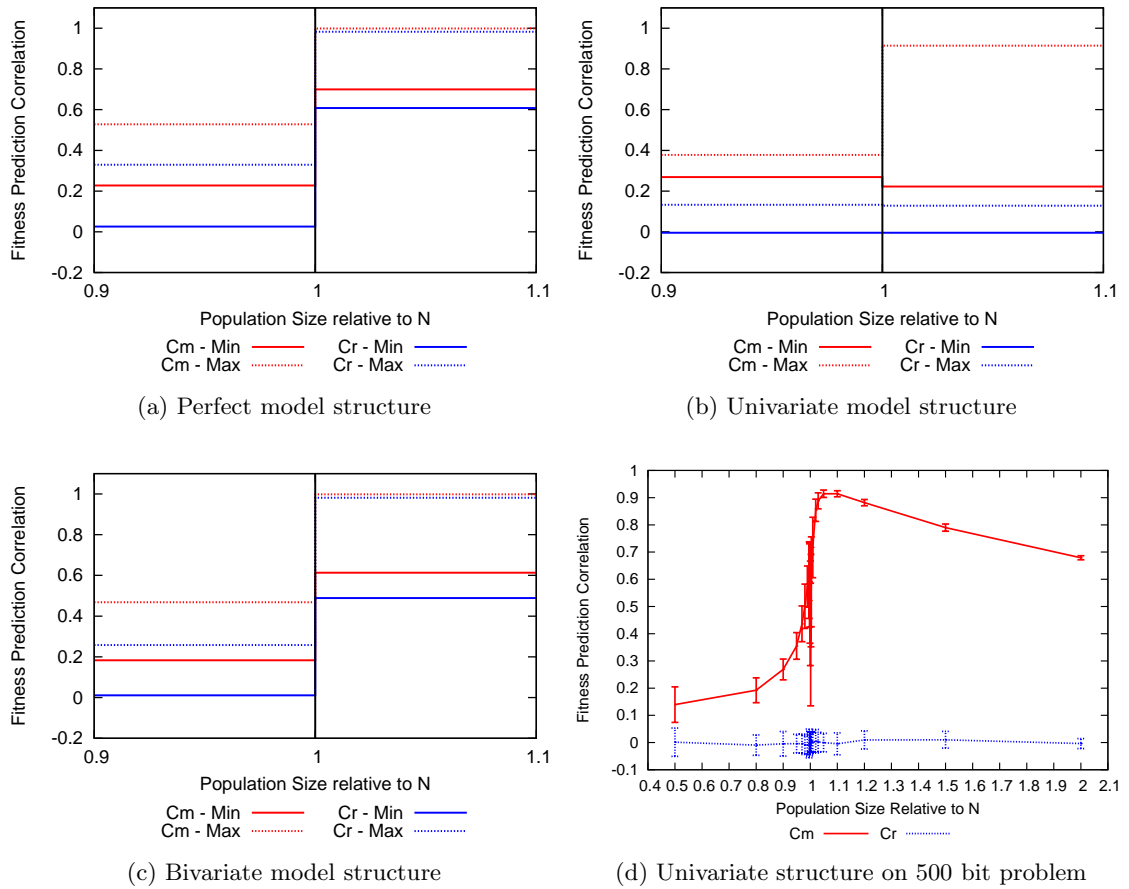 Fitness Prediction Correlation
1
0.8
0.6
0.4
0.2
0
-0.2
0.9
1
1.1
Population Size relative to N
Cm - Min
Cr - Min
Cm - Max
Cr - Max
(a) Perfect model structure
Fitness Prediction Correlation
1
0.8
0.6
0.4
0.2
0
-0.2
0.9
1
1.1
Population Size relative to N
Cm - Min
Cr - Min
Cm - Max
Cr - Max
(b) Univariate model structure
Fitness Prediction Correlation
1
0.8
0.6
0.4
0.2
0
-0.2
0.9
1
1.1
Population Size relative to N
Cm - Min
Cr - Min
Cm - Max
Cr - Max
(c) Bivariate model structure
Fitness Prediction Correlation
1
0.9
0.8
0.7
0.6
0.5
0.4
0.3
0.2
0.1
0
-0.1
0.4 0.5 0.6 0.7 0.8 0.9 1 1.1 1.2 1.3 1.4 1.5 1.6 1.7 1.8 1.9 2 2.1
Population Size Relative to N
Cm
Cr
(d) Univariate structure on 500 bit problem